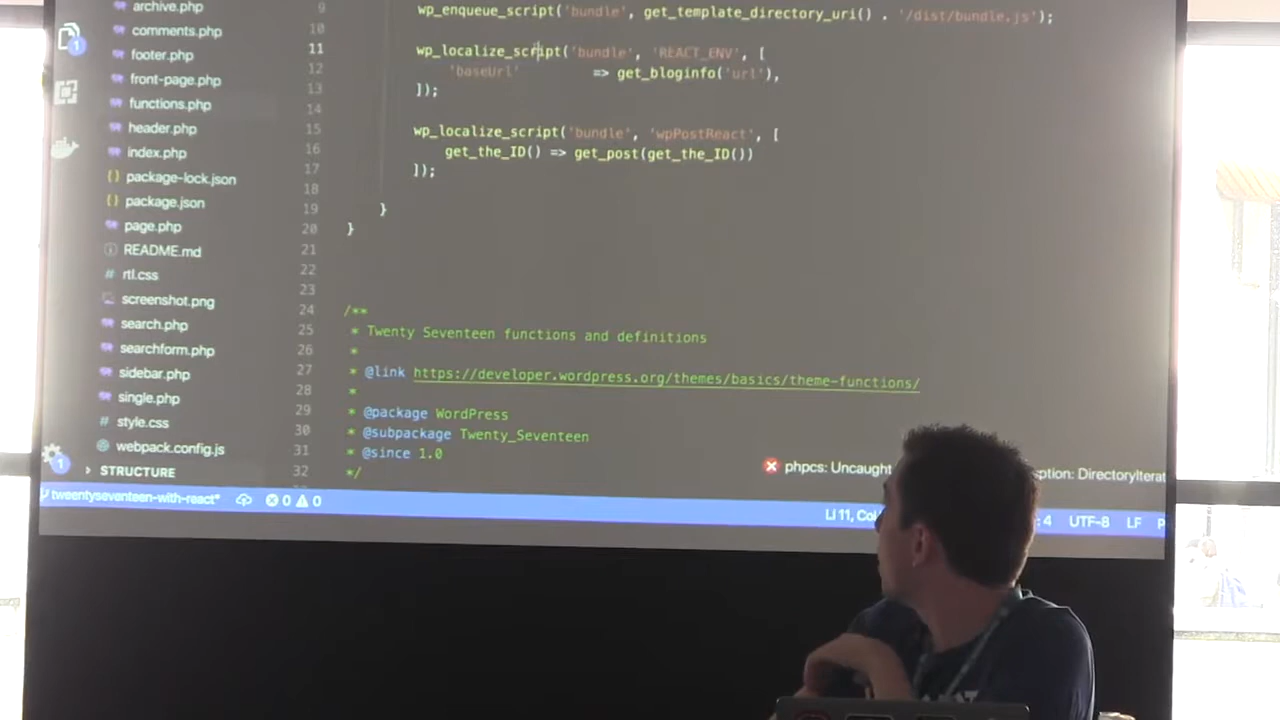 archive.php
comments.php
footer.php
front-page.php
functions.php
header.php
index.php
{} package-lock.json
{} package.json
page.php
README.md
# rtl.css
screenshot.png
search.php
searchform.php
sidebar.php
single.php
# style.css
webpack.config.js
> STRUCTURE
1
1
9 wp_enqueue_script('bundle', get_template_directory_uri() . '/dist/bundle.js');
10
11 wp_localize_script('bundle', 'REACT_ENV', [
12 'baseUrl' => get_bloginfo('url'),
13 ]);
14
15 wp_localize_script('bundle', 'wpPostReact', [
16 get_the_ID() => get_post(get_the_ID())
17 ]);
18
19 }
20 }
21
22
23
24 /**
25 * Twenty Seventeen functions and definitions
26 *
27 * @link https://developer.wordpress.org/themes/basics/theme-functions/
28 *
29 * @package WordPress
30 * @subpackage Twenty_Seventeen
31 * @since 1.0
32 */
phpcs: Uncaught ption: DirectoryIterat
tweentyseventeen-with-react* 0 0 Li 11, Col : 4 UTF-8 LF P